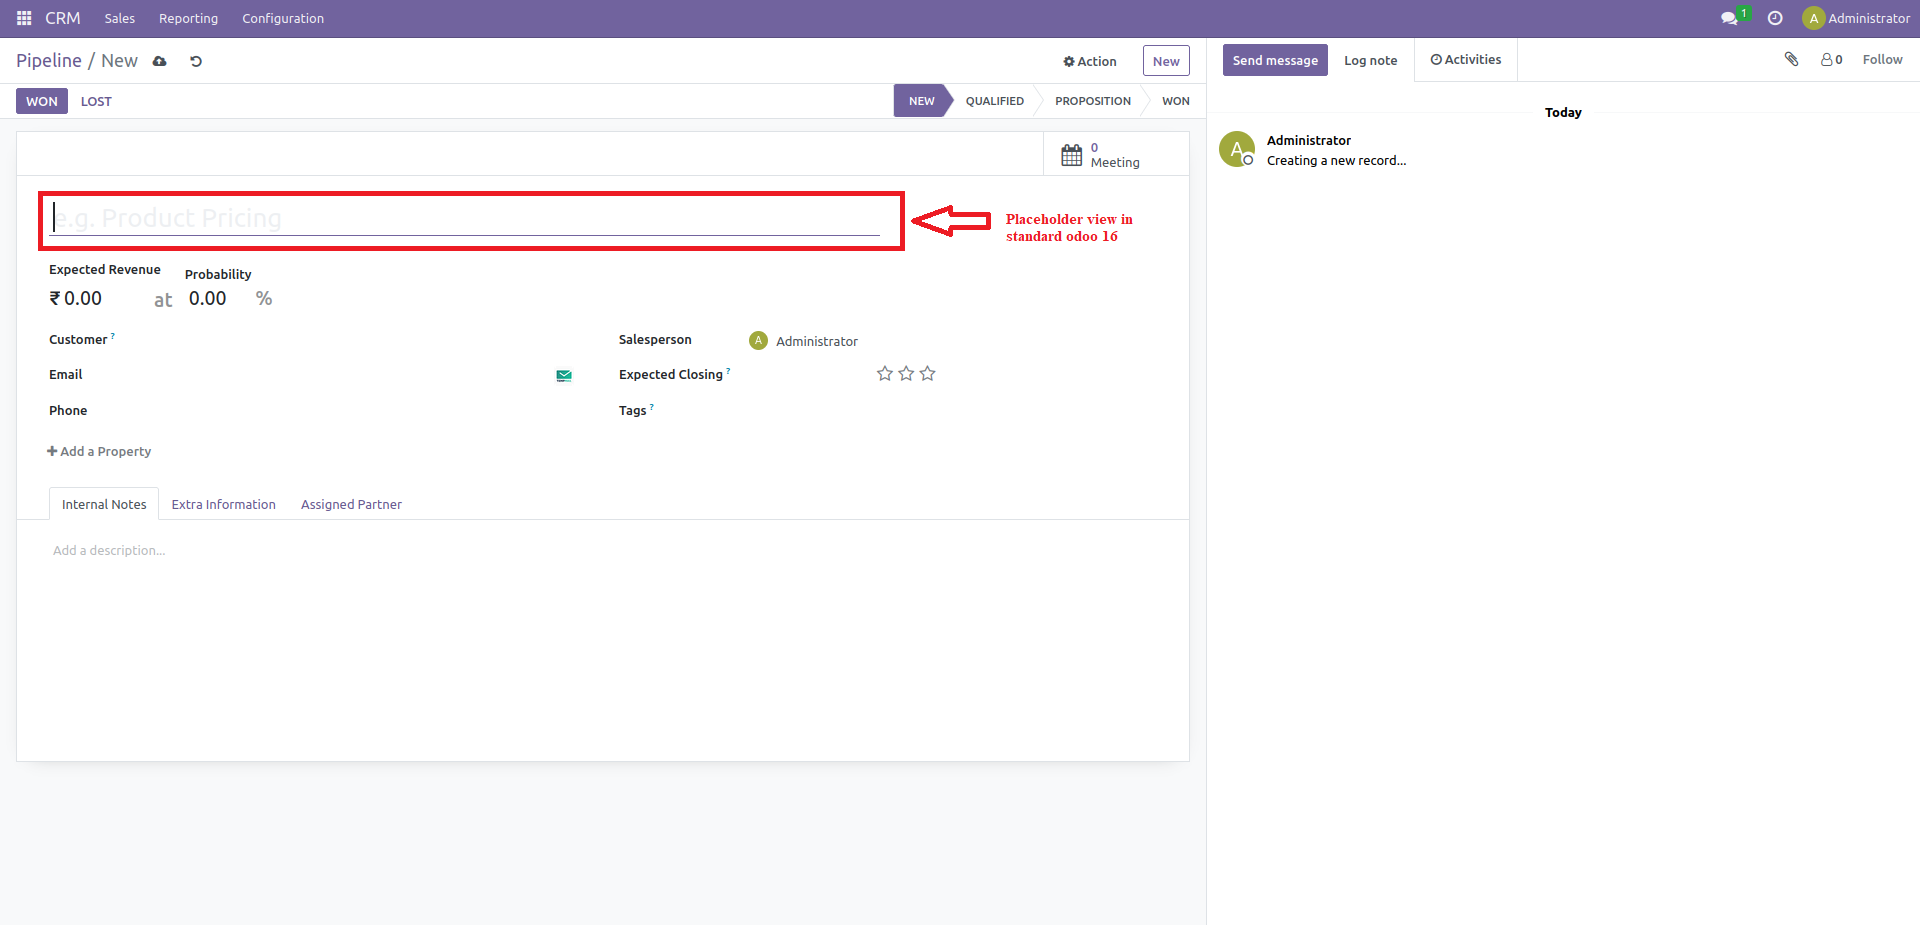 CRM Sales Reporting Configuration 1 A Administrator
Pipeline / New Action New Send message Log note Activities 0 Follow
WON LOST NEW QUALIFIED PROPOSITION WON
Today
0
Meeting
A Administrator
Creating a new record...
e.g. Product Pricing
Placeholder view in
standard odoo 16
Expected Revenue Probability
₹ 0.00 at 0.00 %
Customer ? Salesperson A Administrator
Email Expected Closing ?
Phone Tags ?
Add a Property
Internal Notes Extra Information Assigned Partner
Add a description...